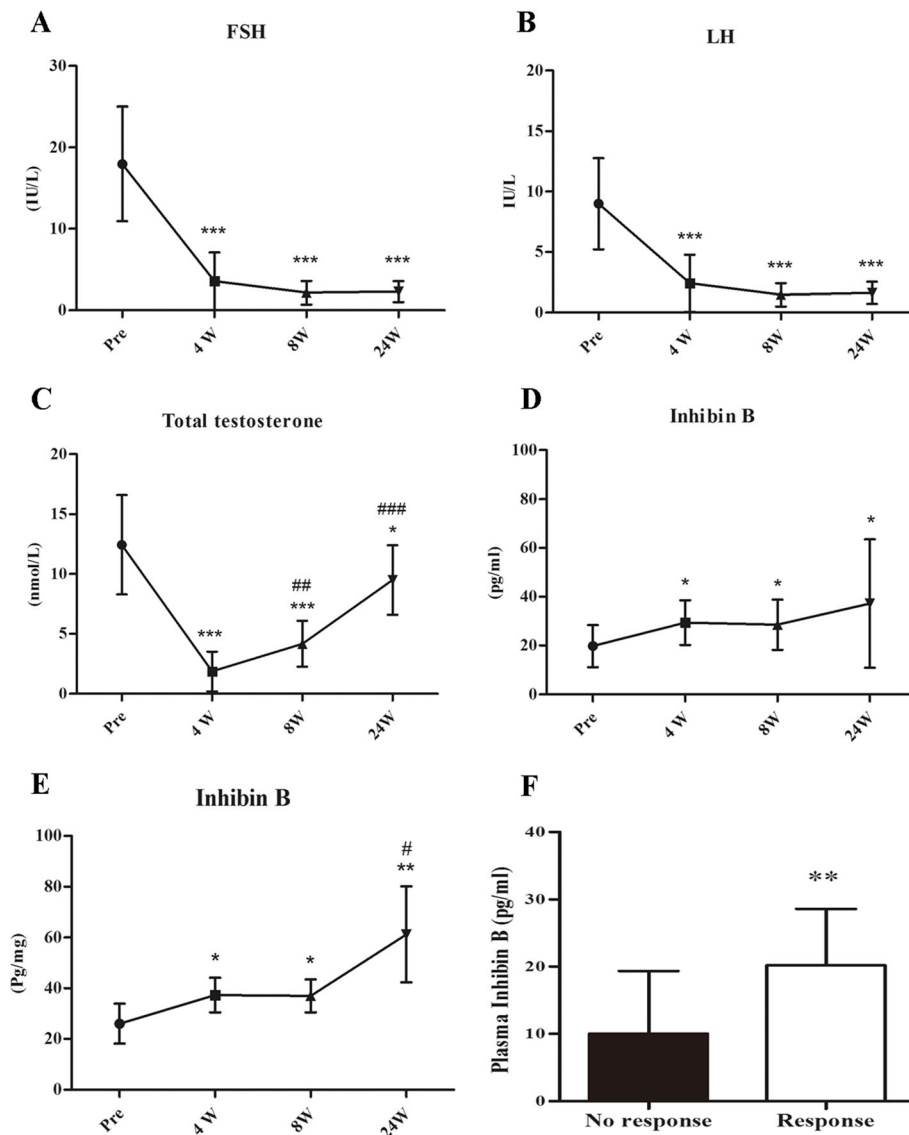 A
FSH
(IU/L)
30
20
10
0
***
***
***
Pre
4 W
8W
24W
B
LH
IU/L
20
15
10
5
0
***
***
***
Pre
4 W
8W
24W
C
Total testosterone
(nmol/L)
20
15
10
5
0
***
##
***
###
*
Pre
4 W
8W
24W
D
Inhibin B
(pg/ml)
100
80
60
40
20
0
*
*
*
Pre
4 W
8W
24W
E
Inhibin B
(Pg/mg)
100
80
60
40
20
0
*
*
#
**
Pre
4 W
8W
24W
F
Plasma Inhibin B (pg/ml)
40
30
20
10
0
**
No response
Response